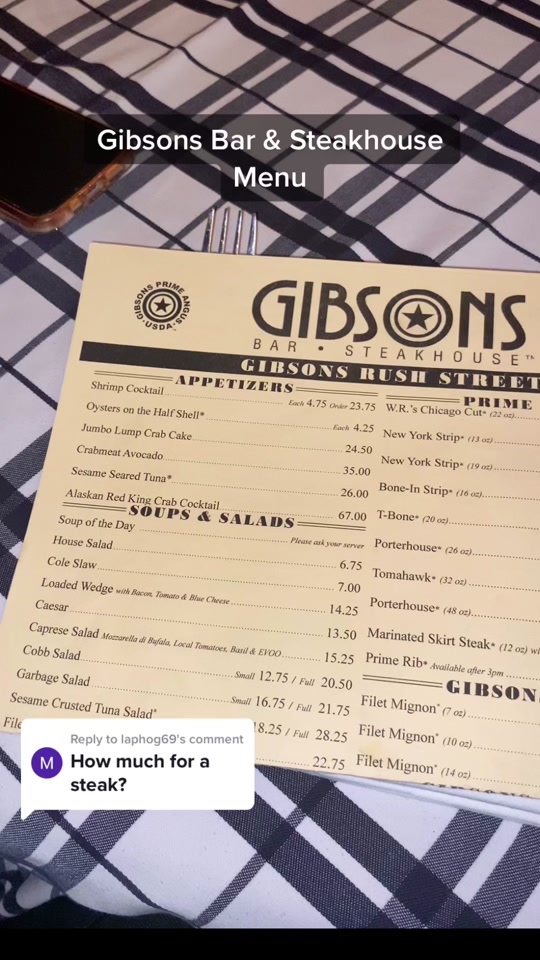 Gibsons Bar & Steakhouse
Menu
GIBSONS PRIME ANGUS
USDA
GIBSONS
BAR • STEAKHOUSE
GIBSONS RUSH STREET
APPETIZERS
Shrimp Cocktail Each 4.75 Order 23.75
Oysters on the Half Shell* Each 4.25
Jumbo Lump Crab Cake 24.50
Crabmeat Avocado 35.00
Sesame Seared Tuna* 26.00
Alaskan Red King Crab Cocktail 67.00
SOUPS & SALADS
Soup of the Day Please ask your server
House Salad 6.75
Cole Slaw 7.00
Loaded Wedge with Bacon, Tomato & Blue Cheese 14.25
Caesar 13.50
Caprese Salad Mozzarella di Bufala, Local Tomatoes, Basil & EVOO 15.25
Cobb Salad Small 12.75 / Full 20.50
Garbage Salad Small 16.75 / Full 21.75
Sesame Crusted Tuna Salad* 18.25 / Full 28.25
File 22.75
PRIME
W.R.'s Chicago Cut* (22 oz)
New York Strip* (13 oz)
New York Strip* (19 oz)
Bone-In Strip* (16 oz)
T-Bone* (20 oz)
Porterhouse* (26 oz)
Tomahawk* (32 oz)
Porterhouse* (48 oz)
Marinated Skirt Steak* (12 oz) wi
Prime Rib* Available after 3pm
GIBSON
Filet Mignon* (7 oz)
Filet Mignon* (10 oz)
Filet Mignon* (14 oz)
M
Reply to laphog69's comment
How much for a
steak?